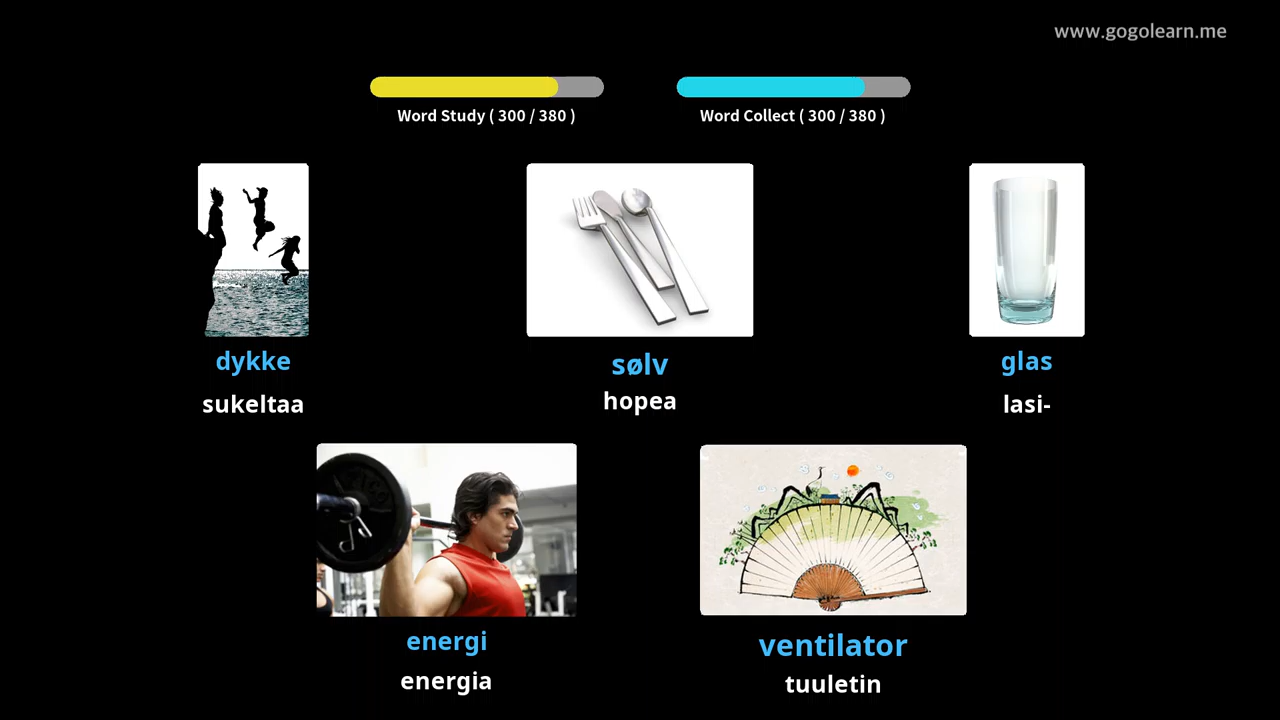 www.gogolearn.me
Word Study ( 300 / 380 )
Word Collect ( 300 / 380 )
dykke
sukeltaa
sølv
hopea
glas
lasi-
energi
energia
ventilator
tuuletin